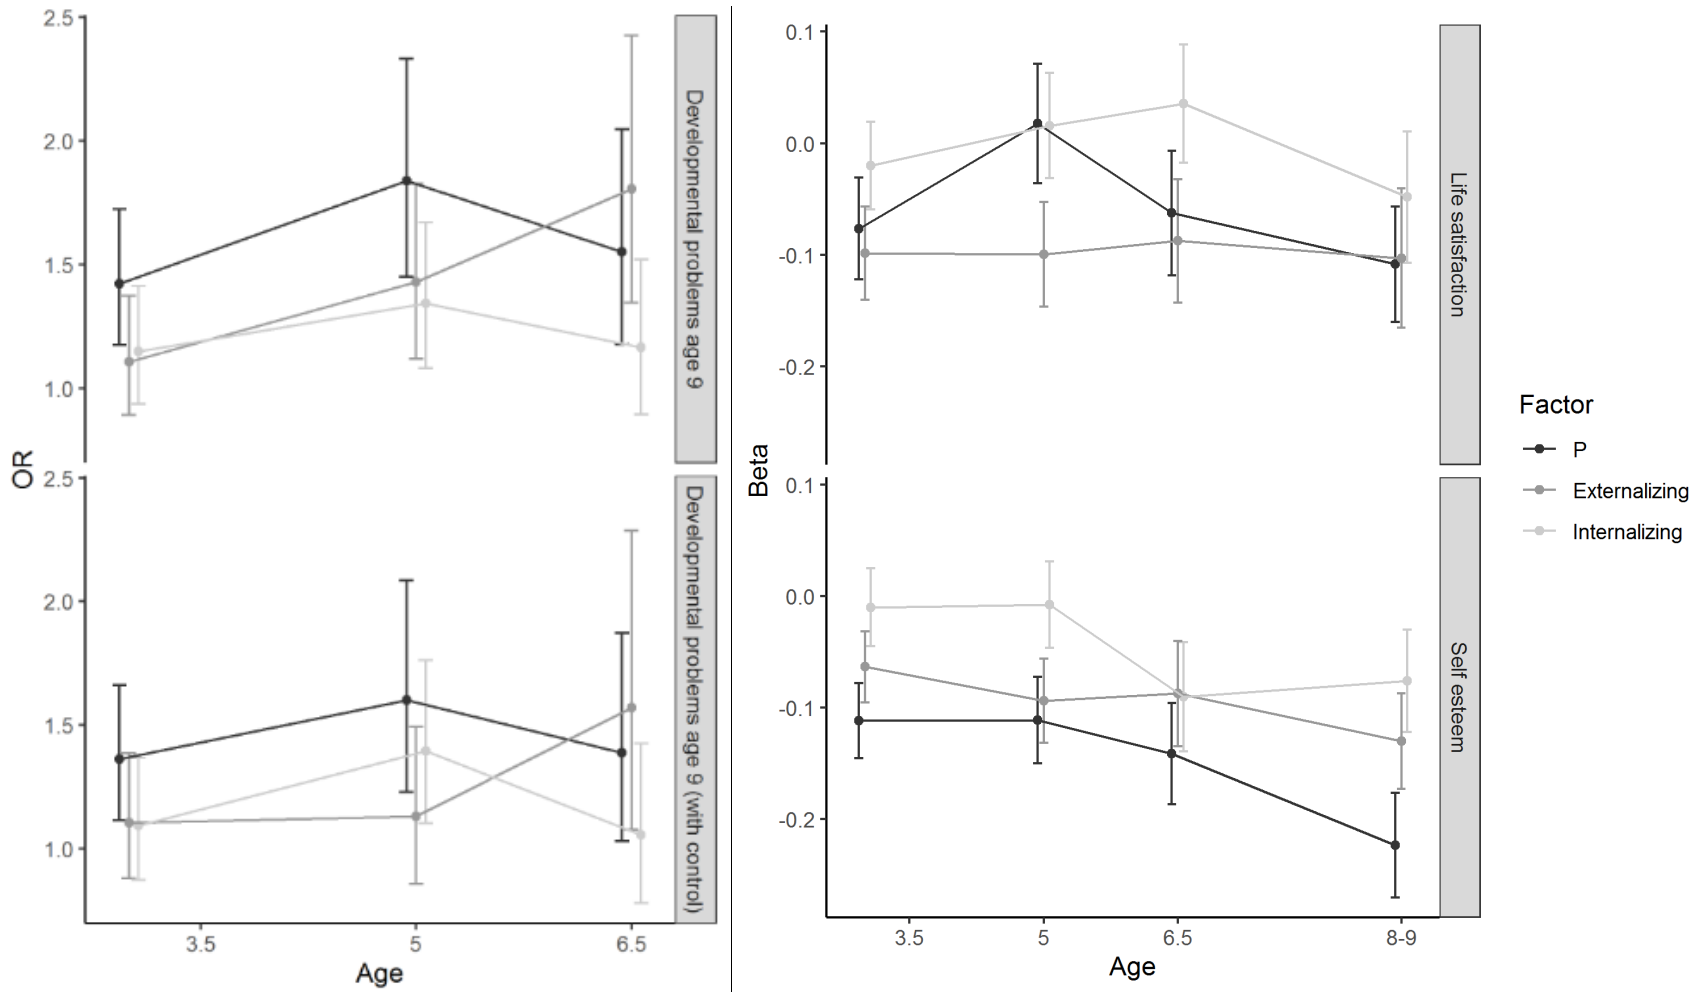 OR
2.5
2.0
1.5
1.0
Developmental problems age 9
2.5
2.0
1.5
1.0
Developmental problems age 9 (with control)
3.5 5 6.5
Age
Beta
0.1
0.0
-0.1
-0.2
Life satisfaction
0.1
0.0
-0.1
-0.2
Self esteem
3.5 5 6.5 8-9
Age
Factor
P
Externalizing
Internalizing